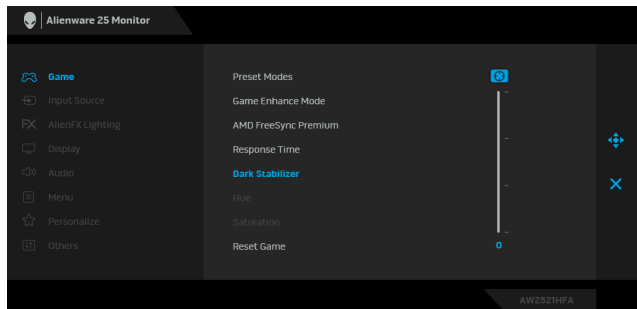 Alienware 25 Monitor
Game
Input Source
AlienFX Lighting
Display
Audio
Menu
Personalize
Others
Preset Modes
Game Enhance Mode
AMD FreeSync Premium
Response Time
Dark Stabilizer
Hue
Saturation
Reset Game
0
AW2521HFA